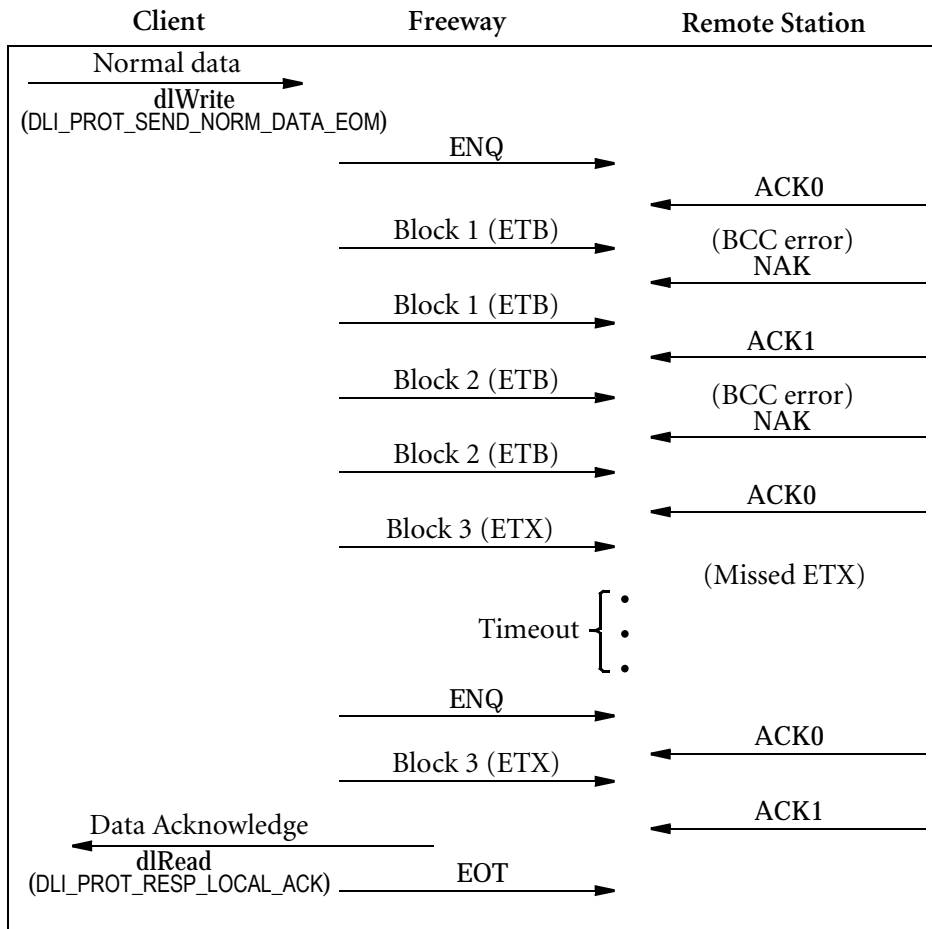 Client Freeway Remote Station
Normal data
dlWrite
(DLI_PROT_SEND_NORM_DATA_EOM)
ENQ
ACK0
Block 1 (ETB)
(BCC error)
NAK
Block 1 (ETB)
ACK1
Block 2 (ETB)
(BCC error)
NAK
Block 2 (ETB)
ACK0
Block 3 (ETX)
(Missed ETX)
Timeout
ENQ
ACK0
Block 3 (ETX)
ACK1
Data Acknowledge
dlRead
(DLI_PROT_RESP_LOCAL_ACK)
EOT